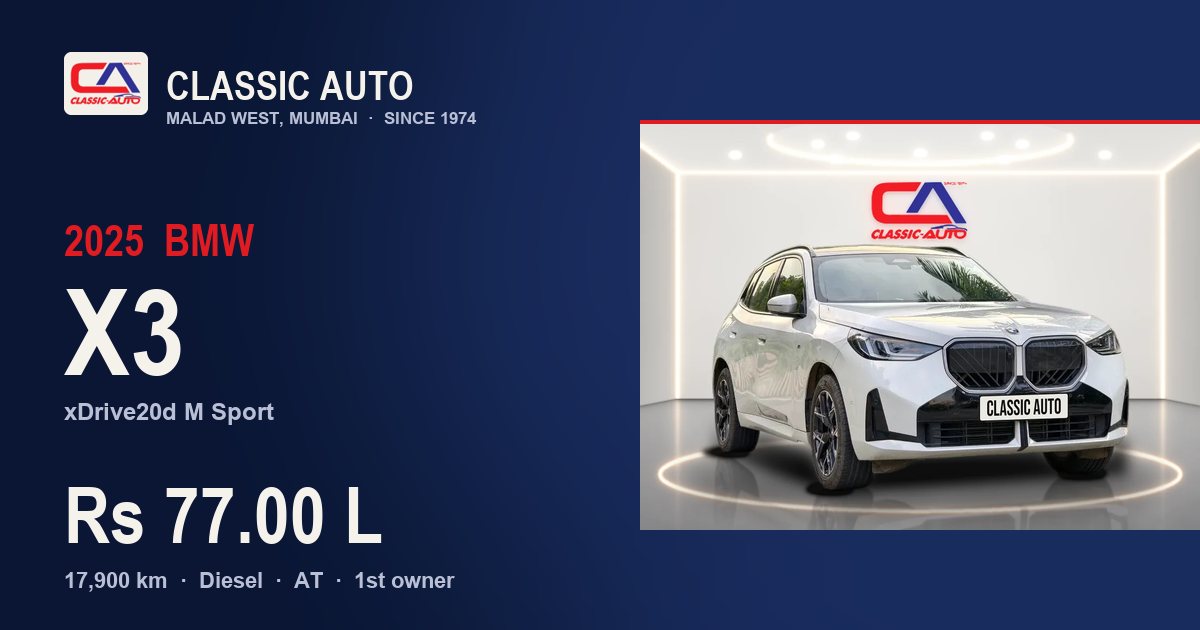 CA
CLASSIC-AUTO
CLASSIC AUTO
MALAD WEST, MUMBAI · SINCE 1974
2025 BMW
X3
xDrive20d M Sport
Rs 77.00 L
17,900 km · Diesel · AT · 1st owner
CA
CLASSIC-AUTO
CLASSIC AUTO